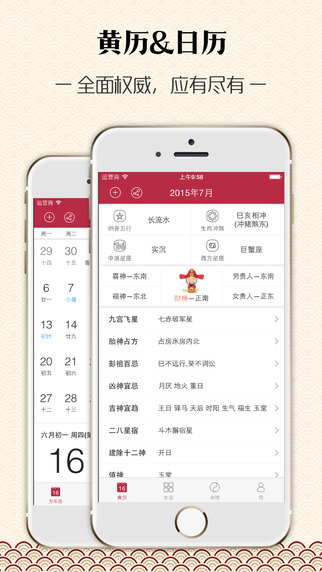 黄历&日历
全面权威，应有尽有
运营商
周一 周二
29 30
十四 十五
6 7
廿一 小暑
13 14
初伏 廿九
20 21
初五 初六
27 28
十二 十三
六月初一 周四(第
16
万年历
运营商 上午9:58
2015年7月
纳音五行 长流水 生肖冲煞 巳亥相冲
(冲猪煞东)
中国星座 实沉 西方星座 巨蟹座
喜神—东南 男贵人—东南
财神—正南
福神—东北 女贵人—正东
九宫飞星 七赤破军星
胎神占方 占房床房内北
彭祖百忌 巳不远行,癸不词讼
凶神宜忌 月厌 地火 重日
吉神宜趋 王日 驿马 天后 时阳 生气 福生 玉堂
二八星宿 斗木獬宿星
建除十二神 开日
值神 玉堂
16
黄历 生活 命理 我